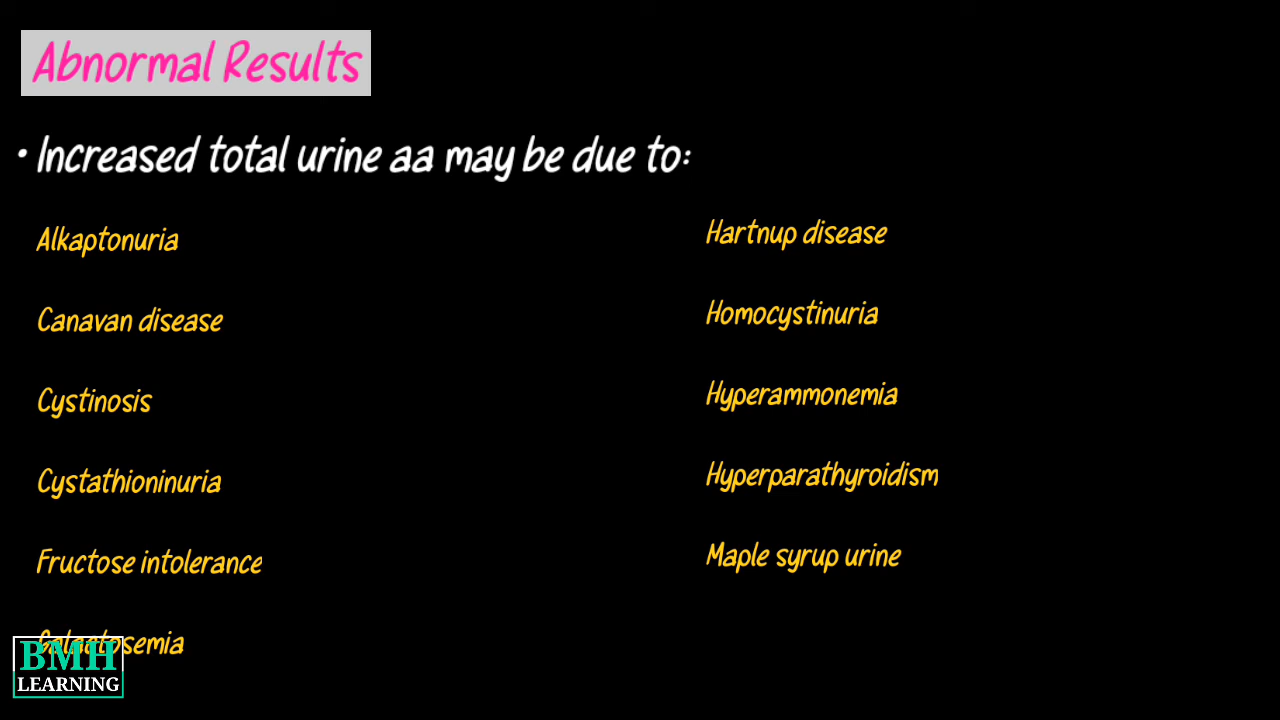 Abnormal Results
• Increased total urine aa may be due to:
Alkaptonuria
Canavan disease
Cystinosis
Cystathioninuria
Fructose intolerance
Galactosemia
Hartnup disease
Homocystinuria
Hyperammonemia
Hyperparathyroidism
Maple syrup urine
BMH
LEARNING